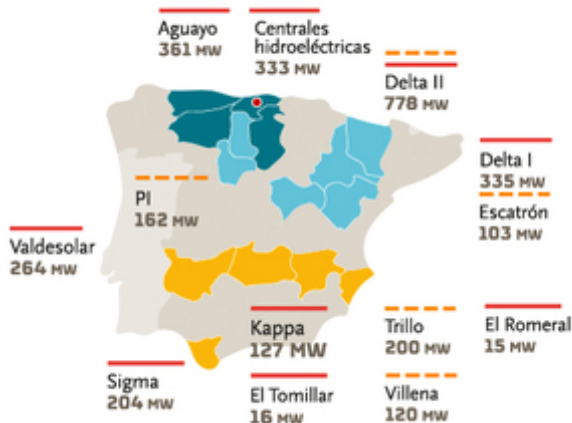 Aguayo
361 MW
Centrales
hidroeléctricas
333 MW
Delta II
778 MW
Delta I
335 MW
Escatrón
103 MW
PI
162 MW
Valdesolar
264 MW
Kappa
127 MW
Trillo
200 MW
El Romeral
15 MW
Sigma
204 MW
El Tomillar
16 MW
Villena
120 MW